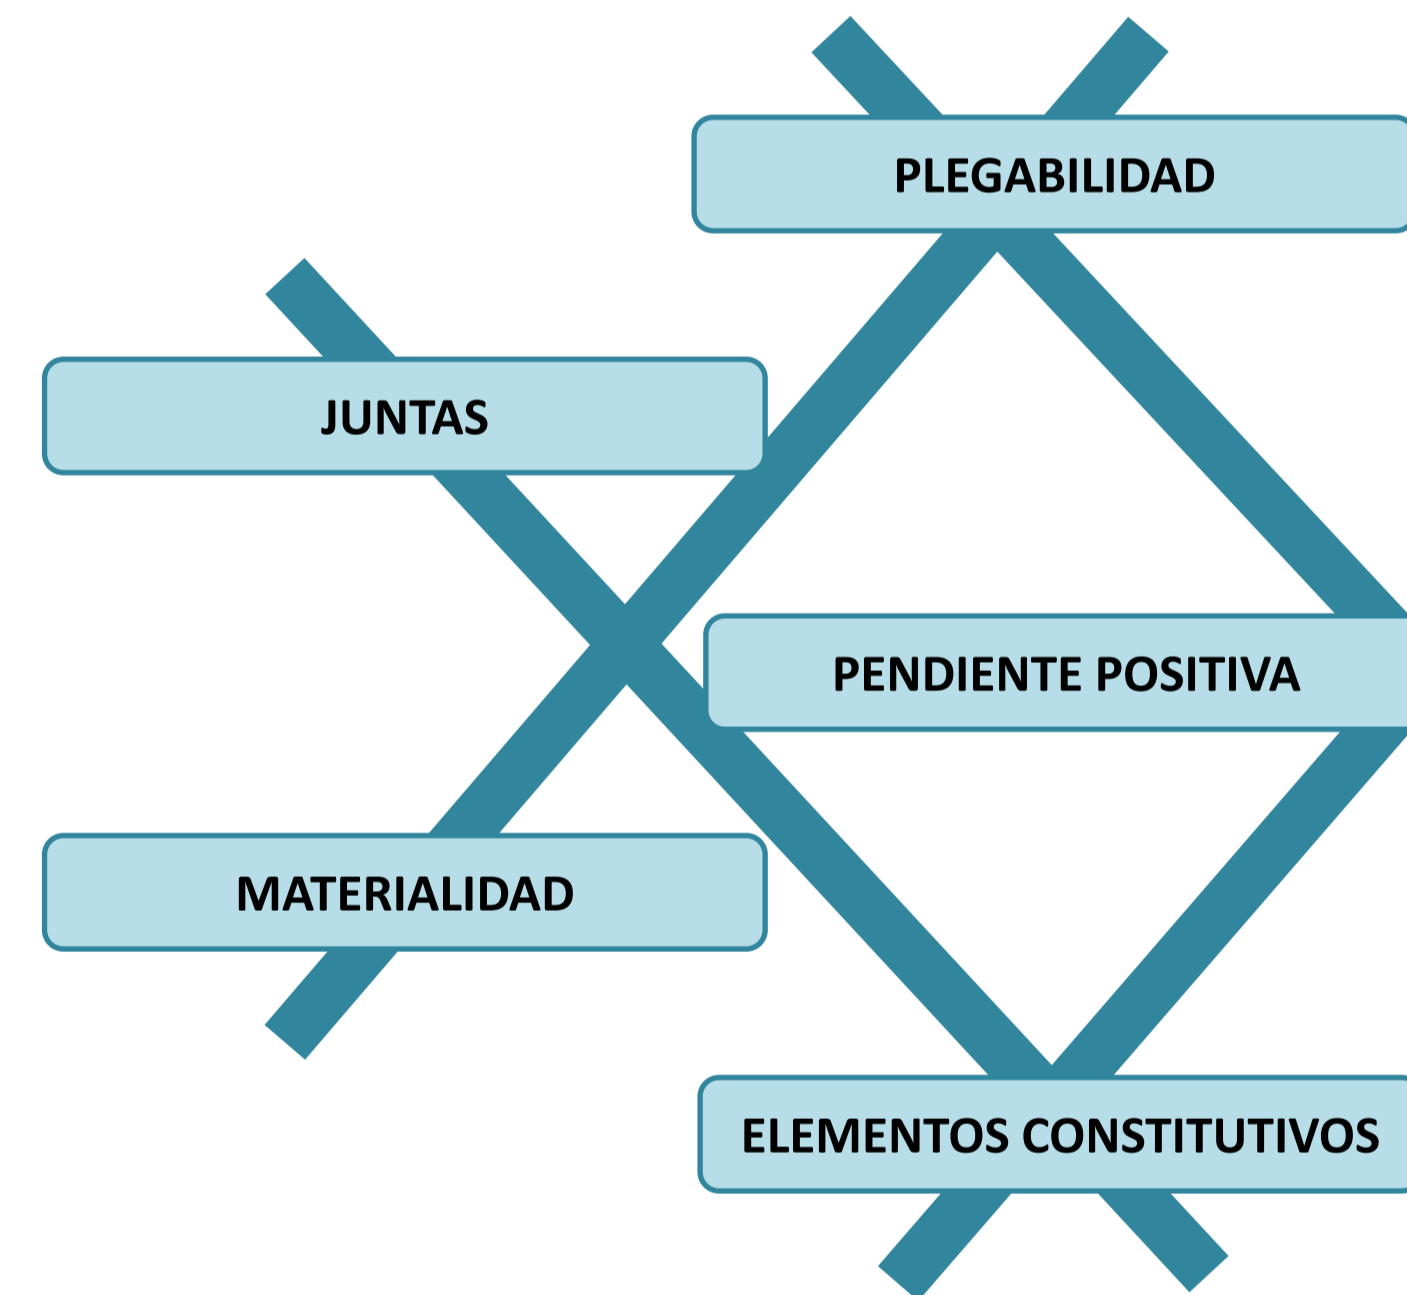 PLEGABILIDAD
JUNTAS
PENDIENTE POSITIVA
MATERIALIDAD
ELEMENTOS CONSTITUTIVOS